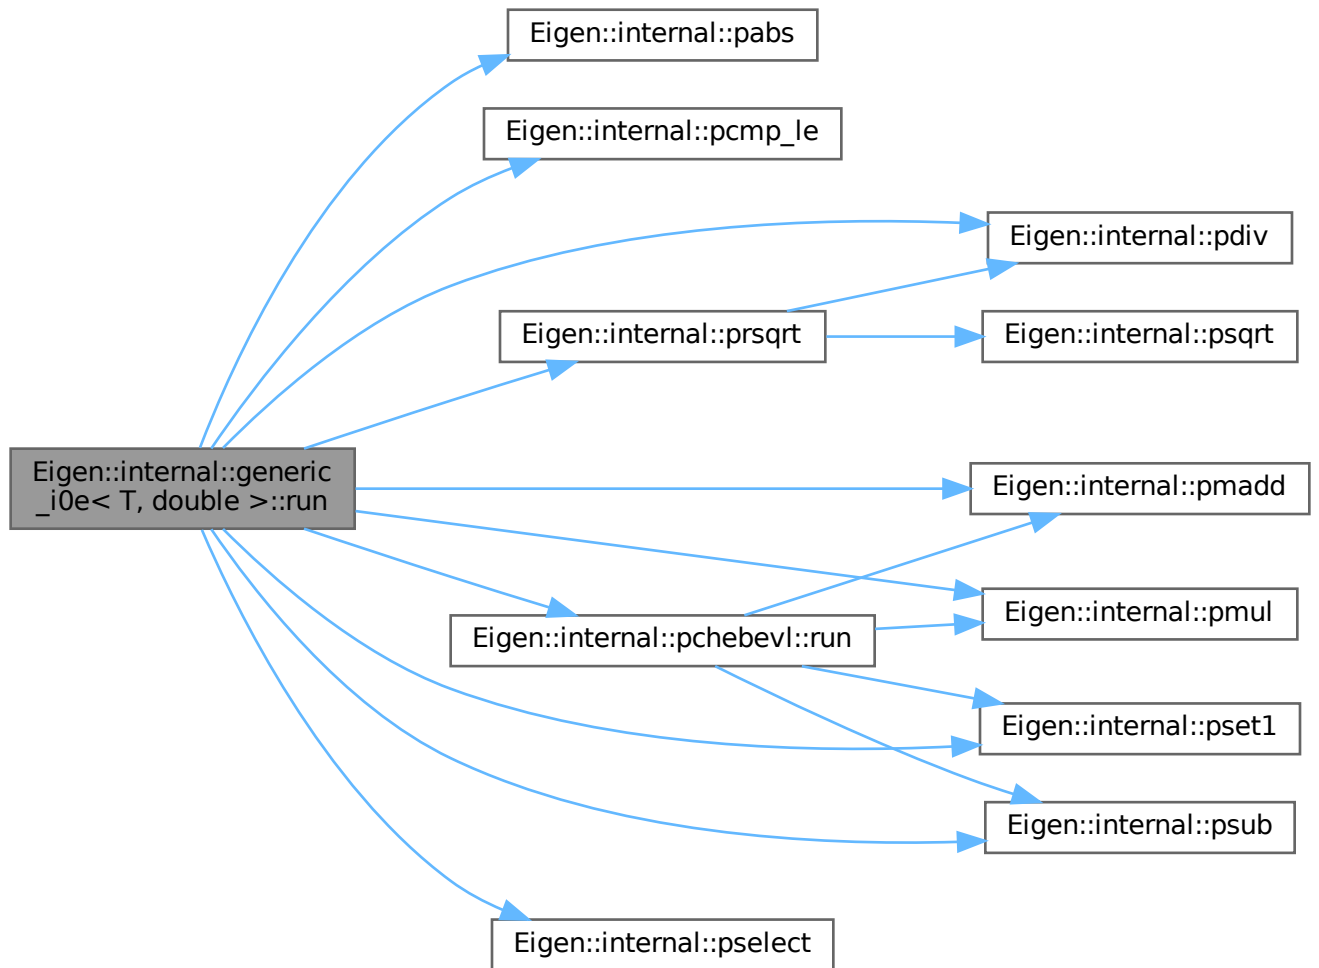 Eigen::internal::pabs
Eigen::internal::pcmp_le
Eigen::internal::pdiv
Eigen::internal::prsqrt
Eigen::internal::psqrt
Eigen::internal::generic
_i0e< T, double >::run
Eigen::internal::pmadd
Eigen::internal::pmul
Eigen::internal::pchebevl::run
Eigen::internal::pset1
Eigen::internal::psub
Eigen::internal::pselect